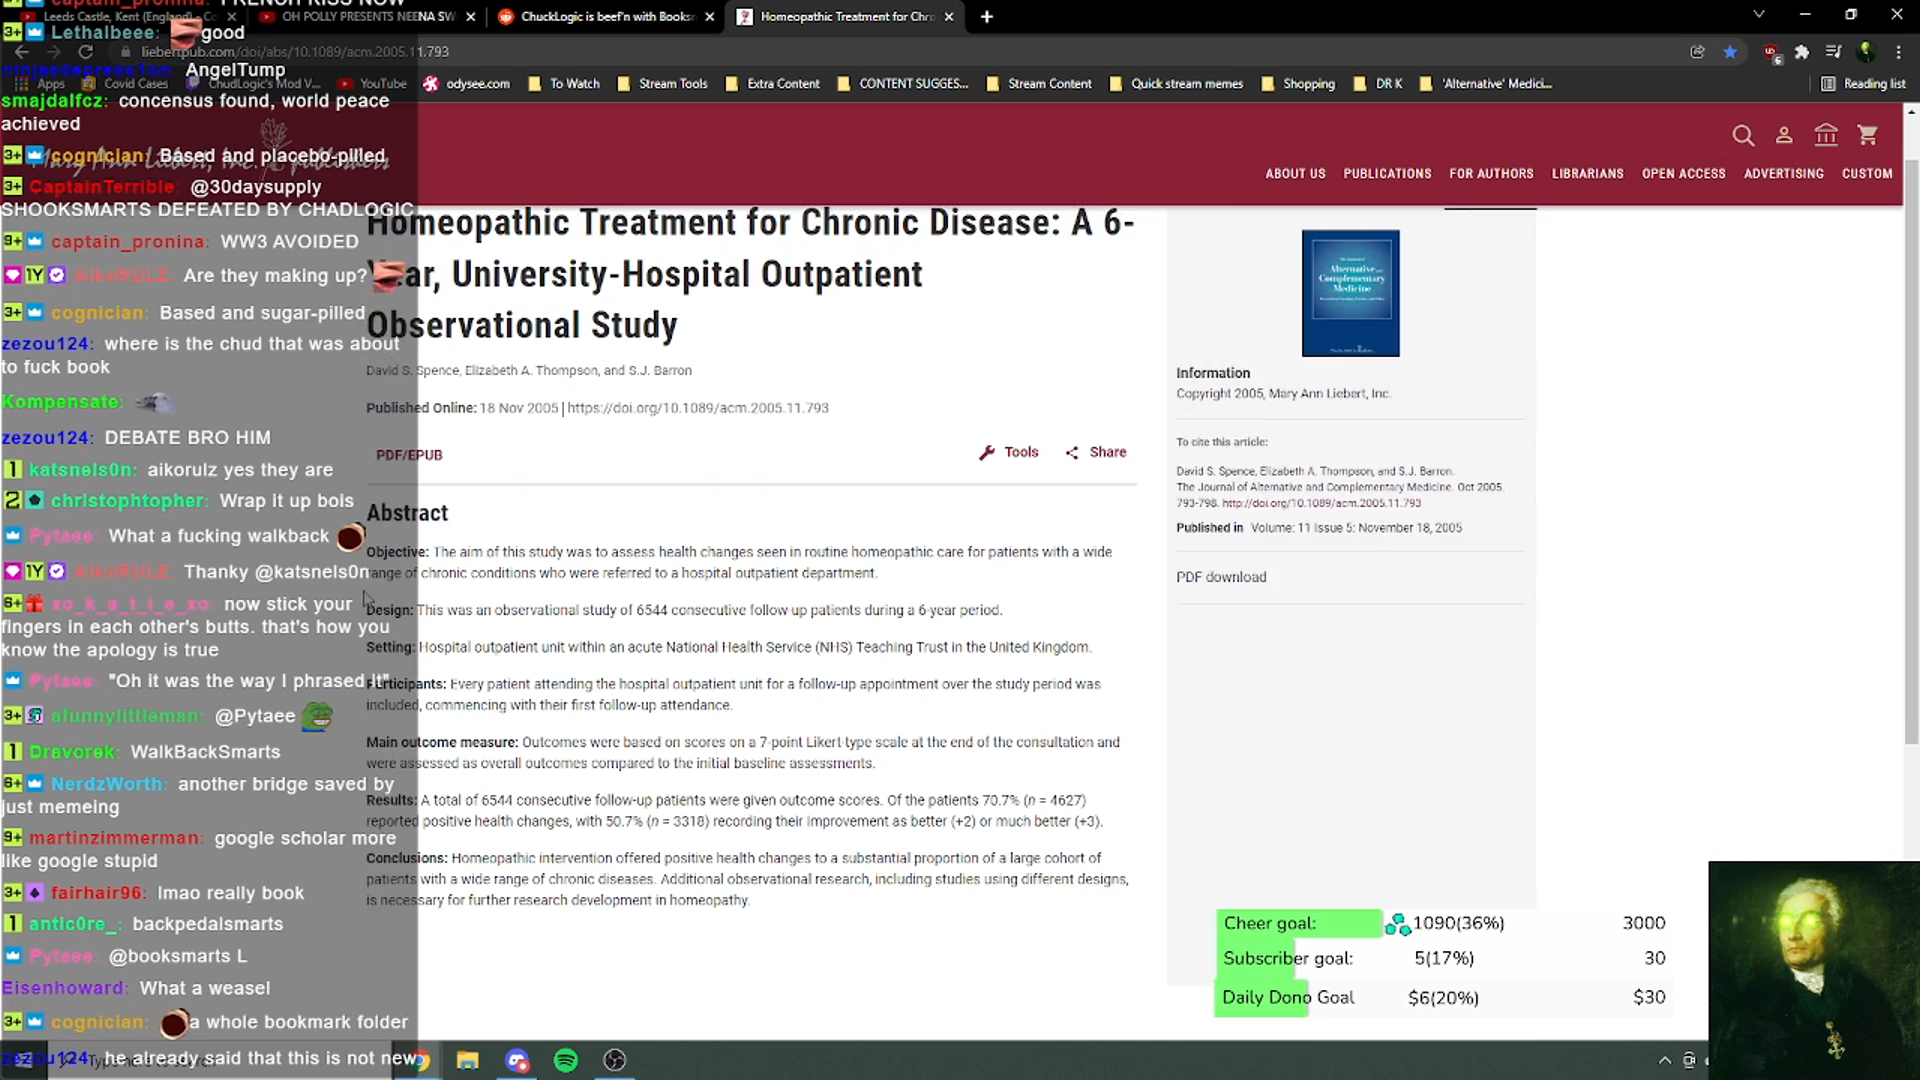 captain_pronina: FRENCH KISS NOW
Leeds Castle, Kent (England) - Co
OH POLLY PRESENTS NEENA SW
ChuckLogic is beef'n with Booksm
Homeopathic Treatment for Chro
Lethalbeee: good
liebertpub.com/doi/abs/10.1089/acm.2005.11.793
AngelTump
Apps
Covid Cases
ChudLogic's Mod V...
YouTube
odysee.com
To Watch
Stream Tools
Extra Content
CONTENT SUGGES...
Stream Content
Quick stream memes
Shopping
DR K
'Alternative' Medici...
Reading list
smajdalfcz: concensus found, world peace
achieved
cognician: Based and placebo-pilled
Mary Ann Liebert, Inc. publishers
CaptainTerrible: @30daysupply
SHOOKSMARTS DEFEATED BY CHADLOGIC
captain_pronina: WW3 AVOIDED
AikoRULZ: Are they making up?
cognician: Based and sugar-pilled
zezou124: where is the chud that was about
to fuck book
Kompensate:
zezou124: DEBATE BRO HIM
katsnels0n: aikorulz yes they are
christophtopher: Wrap it up bois
Pytaee: What a fucking walkback
AikoRULZ: Thanky @katsnels0n
xo_k_a_t_i_e_xo: now stick your
fingers in each other's butts. that's how you
know the apology is true
Pytaee: "Oh it was the way I phrased it"
afunnylittleman: @Pytaee
Dravorek: WalkBackSmarts
NerdzWorth: another bridge saved by
just memeing
martinzimmerman: google scholar more
like google stupid
fairhair96: lmao really book
antic0re_: backpedalsmarts
Pytaee: @booksmarts L
Eisenhoward: What a weasel
cognician: a whole bookmark folder
zezou124: he already said that this is not new
ABOUT US
PUBLICATIONS
FOR AUTHORS
LIBRARIANS
OPEN ACCESS
ADVERTISING
CUSTOM
Homeopathic Treatment for Chronic Disease: A 6-
Year, University-Hospital Outpatient
Observational Study
David S. Spence, Elizabeth A. Thompson, and S.J. Barron
Published Online: 18 Nov 2005 | https://doi.org/10.1089/acm.2005.11.793
PDF/EPUB
Tools
Share
Abstract
Objective: The aim of this study was to assess health changes seen in routine homeopathic care for patients with a wide
range of chronic conditions who were referred to a hospital outpatient department.
Design: This was an observational study of 6544 consecutive follow-up patients during a 6-year period.
Setting: Hospital outpatient unit within an acute National Health Service (NHS) Teaching Trust in the United Kingdom.
Participants: Every patient attending the hospital outpatient unit for a follow-up appointment over the study period was
included, commencing with their first follow-up attendance.
Main outcome measure: Outcomes were based on scores on a 7-point Likert-type scale at the end of the consultation and
were assessed as overall outcomes compared to the initial baseline assessments.
Results: A total of 6544 consecutive follow-up patients were given outcome scores. Of the patients 70.7% (n = 4627)
reported positive health changes, with 50.7% (n = 3318) recording their improvement as better (+2) or much better (+3).
Conclusions: Homeopathic intervention offered positive health changes to a substantial proportion of a large cohort of
patients with a wide range of chronic diseases. Additional observational research, including studies using different designs,
is necessary for further research development in homeopathy.
Alternative and
Complementary
Medicine
Information
Copyright 2005, Mary Ann Liebert, Inc.
To cite this article:
David S. Spence, Elizabeth A. Thompson, and S.J. Barron.
The Journal of Alternative and Complementary Medicine. Oct 2005.
793-798. http://doi.org/10.1089/acm.2005.11.793
Published in Volume: 11 Issue 5: November 18, 2005
PDF download
Cheer goal: 1090(36%) 3000
Subscriber goal: 5(17%) 30
Daily Dono Goal $6(20%) $30